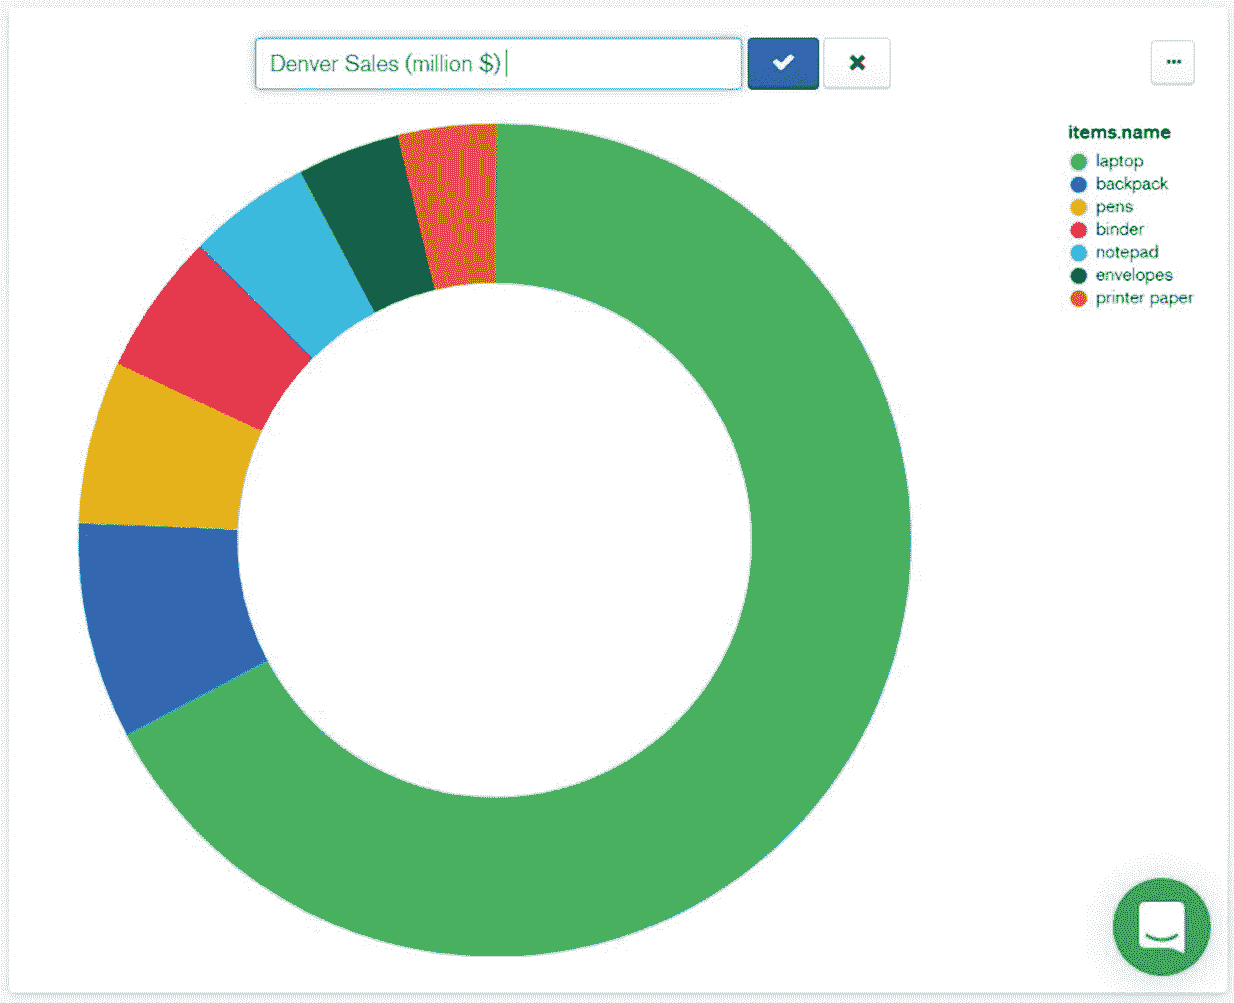 Denver Sales (million $)
items.name
laptop
backpack
pens
binder
notepad
envelopes
printer paper